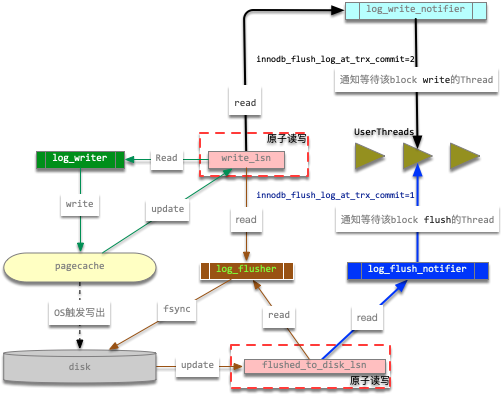 log_write_notifier
innodb_flush_log_at_trx_commit=2
通知等待该block write的Thread
read
原子读写
UserThreads
log_writer
Read
write_lsn
innodb_flush_log_at_trx_commit=1
write
update
read
通知等待该block flush的Thread
pagecache
log_flusher
log_flush_notifier
OS触发写出
fsync
read
read
disk
update
flushed_to_disk_lsn
原子读写